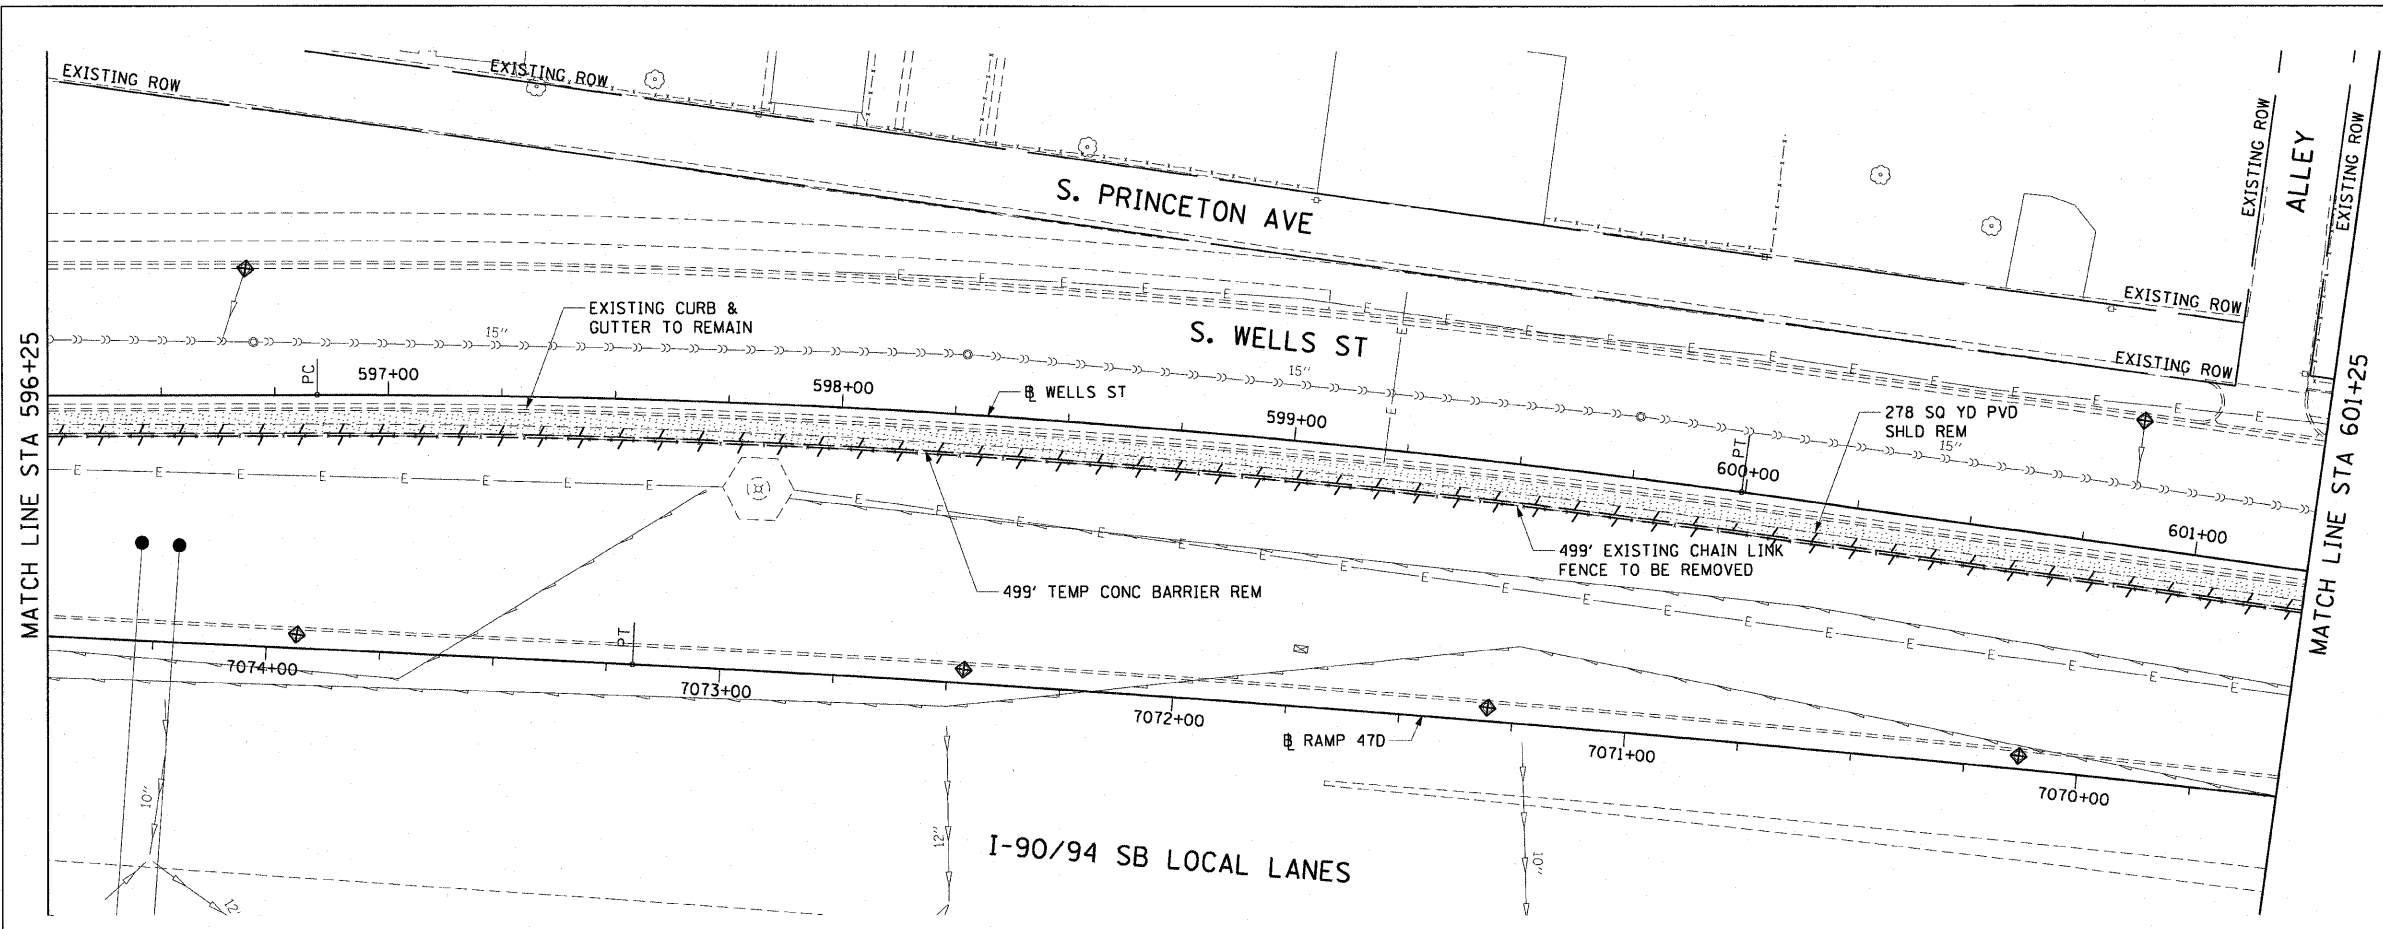 EXISTING ROW
EXISTING ROW
S. PRINCETON AVE
EXISTING ROW
ALLEY
EXISTING ROW
EXISTING ROW
EXISTING ROW
MATCH LINE STA 596+25
EXISTING CURB &
GUTTER TO REMAIN
15"
S. WELLS ST
15"
PC
597+00
598+00
℄ WELLS ST
599+00
278 SQ YD PVD
SHLD REM
15"
PT
600+00
601+00
MATCH LINE STA 601+25
E E E E E E E E E E E E E E E E E E
E E
E E E E E E E E E E E E E E E E E E E E E E E E E E
499' EXISTING CHAIN LINK
FENCE TO BE REMOVED
499' TEMP CONC BARRIER REM
PT
7074+00
7073+00
7072+00
7071+00
7070+00
RAMP 47D
10"
12"
12"
10"
I-90/94 SB LOCAL LANES